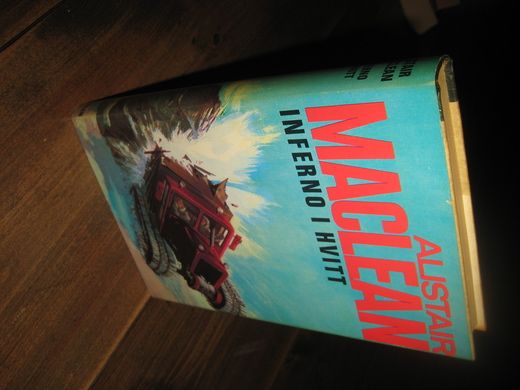 ALISTAIR
MACLEAN
INFERNO I HVITT